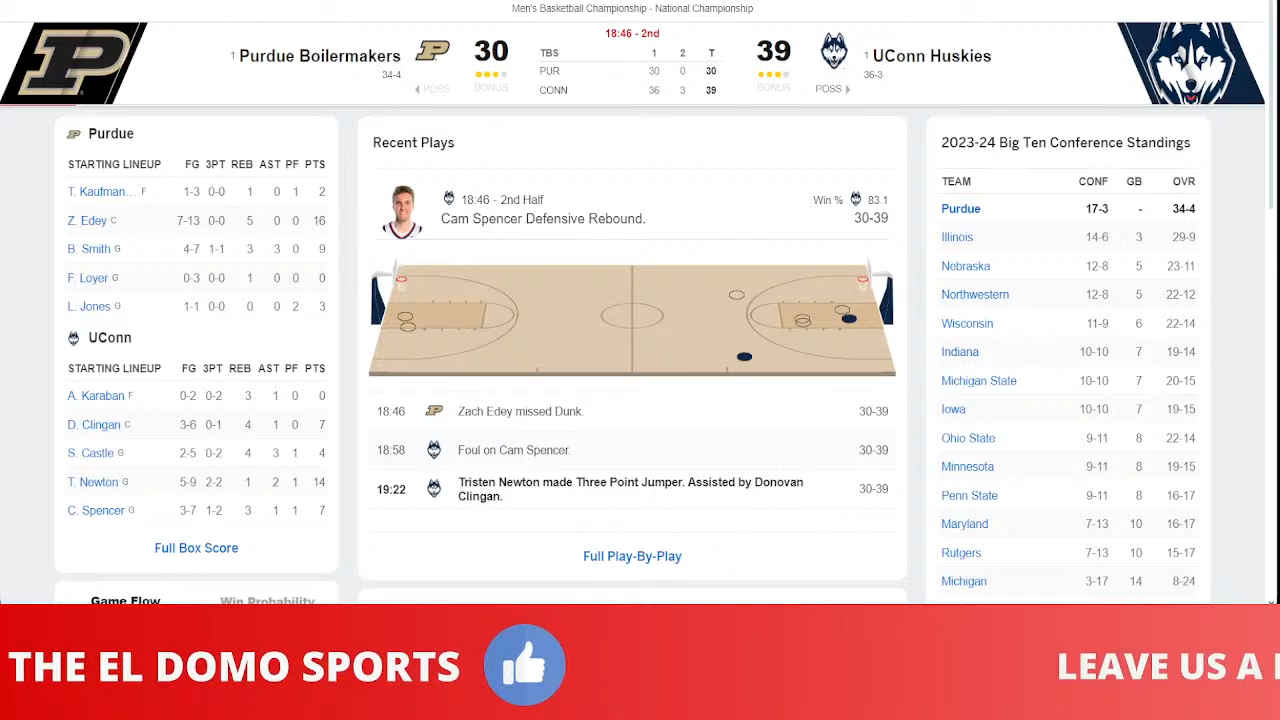 Men's Basketball Championship - National Championship
1 Purdue Boilermakers
34-4
POSS
30
BONUS
18:46 - 2nd
TBS 1 2 T
PUR 30 0 30
CONN 36 3 39
39
BONUS
1 UConn Huskies
36-3
POSS
Purdue
STARTING LINEUP FG 3PT REB AST PF PTS
T. Kaufman... F 1-3 0-0 1 0 1 2
Z. Edey C 7-13 0-0 5 0 0 16
B. Smith G 4-7 1-1 3 3 0 9
F. Loyer G 0-3 0-0 1 0 0 0
L. Jones G 1-1 0-0 0 0 2 3
UConn
STARTING LINEUP FG 3PT REB AST PF PTS
A. Karaban F 0-2 0-2 3 1 0 0
D. Clingan C 3-6 0-1 4 1 0 7
S. Castle G 2-5 0-2 4 3 1 4
T. Newton G 5-9 2-2 1 2 1 14
C. Spencer G 3-7 1-2 3 1 1 7
Full Box Score
Game Flow Win Probability
Recent Plays
18:46 - 2nd Half
Cam Spencer Defensive Rebound.
Win % 83.1
30-39
18:46 Zach Edey missed Dunk. 30-39
18:58 Foul on Cam Spencer. 30-39
19:22 Tristen Newton made Three Point Jumper. Assisted by Donovan
Clingan. 30-39
Full Play-By-Play
2023-24 Big Ten Conference Standings
TEAM CONF GB OVR
Purdue 17-3 - 34-4
Illinois 14-6 3 29-9
Nebraska 12-8 5 23-11
Northwestern 12-8 5 22-12
Wisconsin 11-9 6 22-14
Indiana 10-10 7 19-14
Michigan State 10-10 7 20-15
Iowa 10-10 7 19-15
Ohio State 9-11 8 22-14
Minnesota 9-11 8 19-15
Penn State 9-11 8 16-17
Maryland 7-13 10 16-17
Rutgers 7-13 10 15-17
Michigan 3-17 14 8-24
THE EL DOMO SPORTS
LEAVE US A